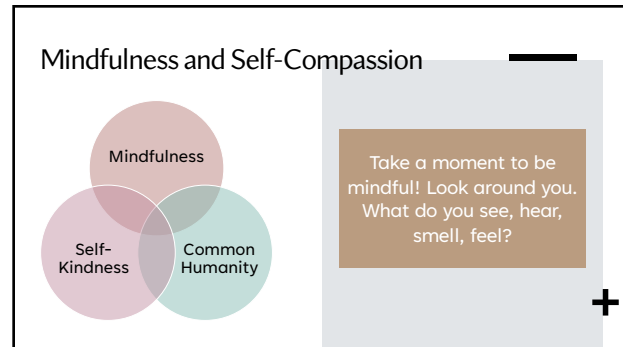 Mindfulness and Self-Compassion
Mindfulness
Self-
Kindness
Common
Humanity
Take a moment to be
mindful! Look around you.
What do you see, hear,
smell, feel?
+